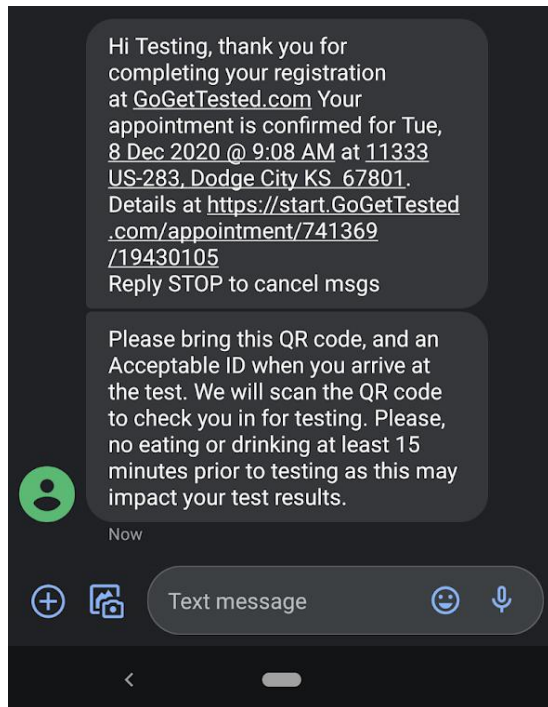 Hi Testing, thank you for
completing your registration
at GoGetTested.com Your
appointment is confirmed for Tue,
8 Dec 2020 @ 9:08 AM at 11333
US-283, Dodge City KS  67801.
Details at https://start.GoGetTested
.com/appointment/741369
/19430105
Reply STOP to cancel msgs
Please bring this QR code, and an
Acceptable ID when you arrive at
the test. We will scan the QR code
to check you in for testing. Please,
no eating or drinking at least 15
minutes prior to testing as this may
impact your test results.
Now
Text message